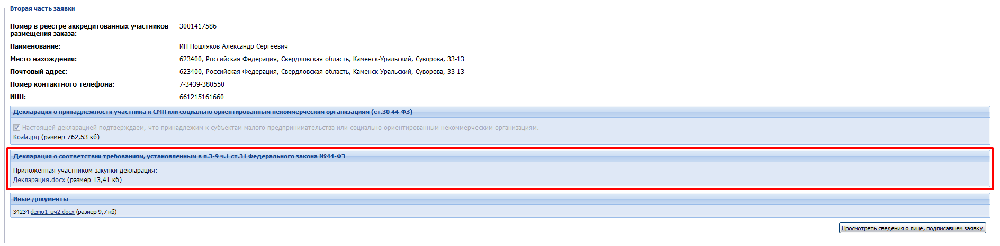 Вторая часть заявки
Номер в реестре аккредитованных участников 3001417586
размещения заказа:
Наименование: ИП Пошляков Александр Сергеевич
Место нахождения: 623400, Российская Федерация, Свердловская область, Каменск-Уральский, Суворова, 33-13
Почтовый адрес: 623400, Российская Федерация, Свердловская область, Каменск-Уральский, Суворова, 33-13
Номер контактного телефона: 7-3439-380550
ИНН: 661215161660
Декларация о принадлежности участника к СМП или социально ориентированным некоммерческим организациям (ст.30 44-ФЗ)
Настоящей декларацией подтверждаем, что принадлежим к субъектам малого предпринимательства или социально ориентированным некоммерческим организациям.
Koala.jpg (размер 762,53 кб)
Декларация о соответствии требованиям, установленным в п.3-9 ч.1 ст.31 Федерального закона №44-ФЗ
Приложенная участником закупки декларация:
Декларация.docx (размер 13,41 кб)
Иные документы
34234 demo1_вч2.docx (размер 9,7 кб)
Просмотреть сведения о лице, подписавшем заявку